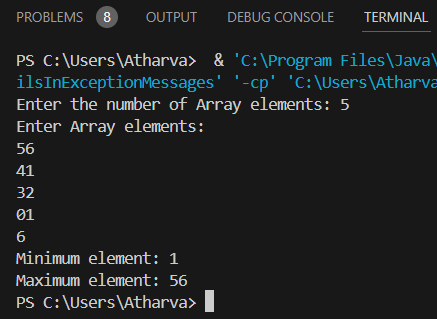 PROBLEMS 8 OUTPUT DEBUG CONSOLE TERMINAL
PS C:\Users\Atharva>  & 'C:\Program Files\Java\
ilsInExceptionMessages' '-cp' 'C:\Users\Atharva
Enter the number of Array elements: 5
Enter Array elements:
56
41
32
01
6
Minimum element: 1
Maximum element: 56
PS C:\Users\Atharva>